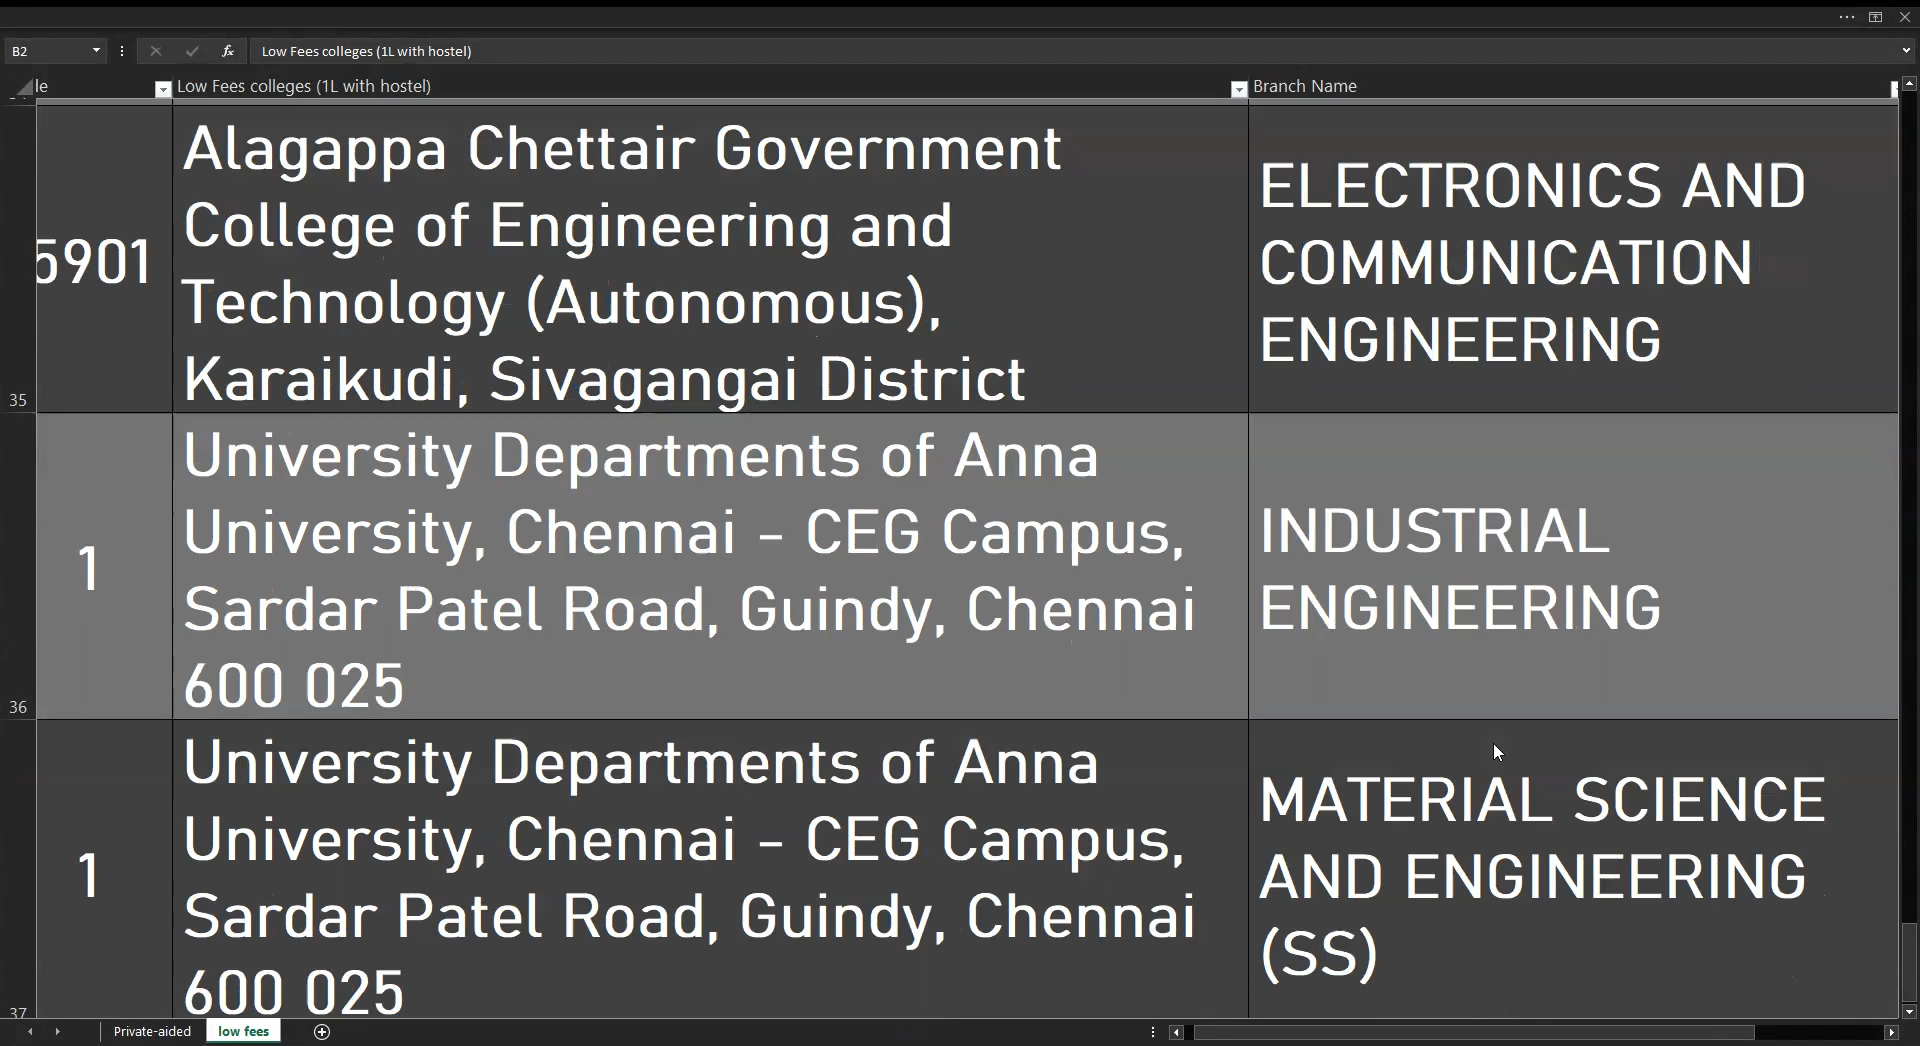 B2
fx
Low Fees colleges (1L with hostel)
le
Low Fees colleges (1L with hostel)
Branch Name
5901
Alagappa Chettair Government
College of Engineering and
Technology (Autonomous),
Karaikudi, Sivagangai District
ELECTRONICS AND
COMMUNICATION
ENGINEERING
35
1
University Departments of Anna
University, Chennai – CEG Campus,
Sardar Patel Road, Guindy, Chennai
600 025
INDUSTRIAL
ENGINEERING
36
1
University Departments of Anna
University, Chennai – CEG Campus,
Sardar Patel Road, Guindy, Chennai
600 025
MATERIAL SCIENCE
AND ENGINEERING
(SS)
37
Private-aided
low fees